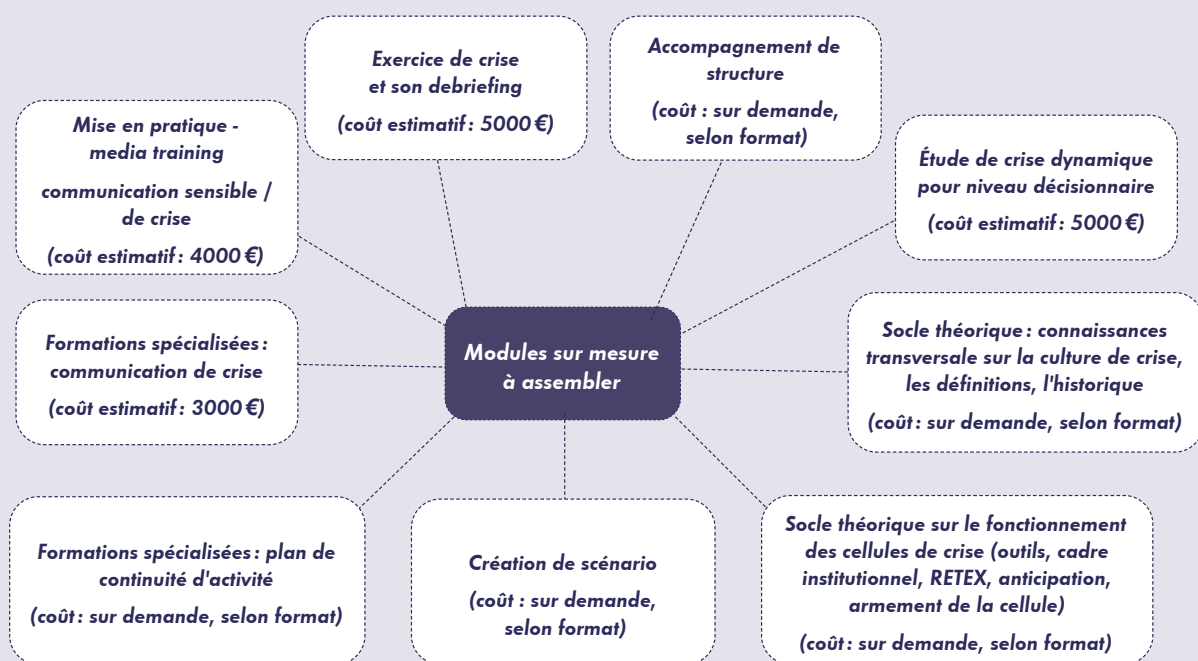 Exercice de crise
et son debriefing
(coût estimatif : 5000 €)
Accompagnement de
structure
(coût : sur demande,
selon format)
Mise en pratique -
media training
communication sensible /
de crise
(coût estimatif : 4000 €)
Étude de crise dynamique
pour niveau décisionnaire
(coût estimatif : 5000 €)
Formations spécialisées :
communication de crise
(coût estimatif : 3000 €)
Modules sur mesure
à assembler
Socle théorique : connaissances
transversale sur la culture de crise,
les définitions, l'historique
(coût : sur demande, selon format)
Formations spécialisées : plan de
continuité d'activité
(coût : sur demande, selon format)
Création de scénario
(coût : sur demande,
selon format)
Socle théorique sur le fonctionnement
des cellules de crise (outils, cadre
institutionnel, RETEX, anticipation,
armement de la cellule)
(coût : sur demande, selon format)